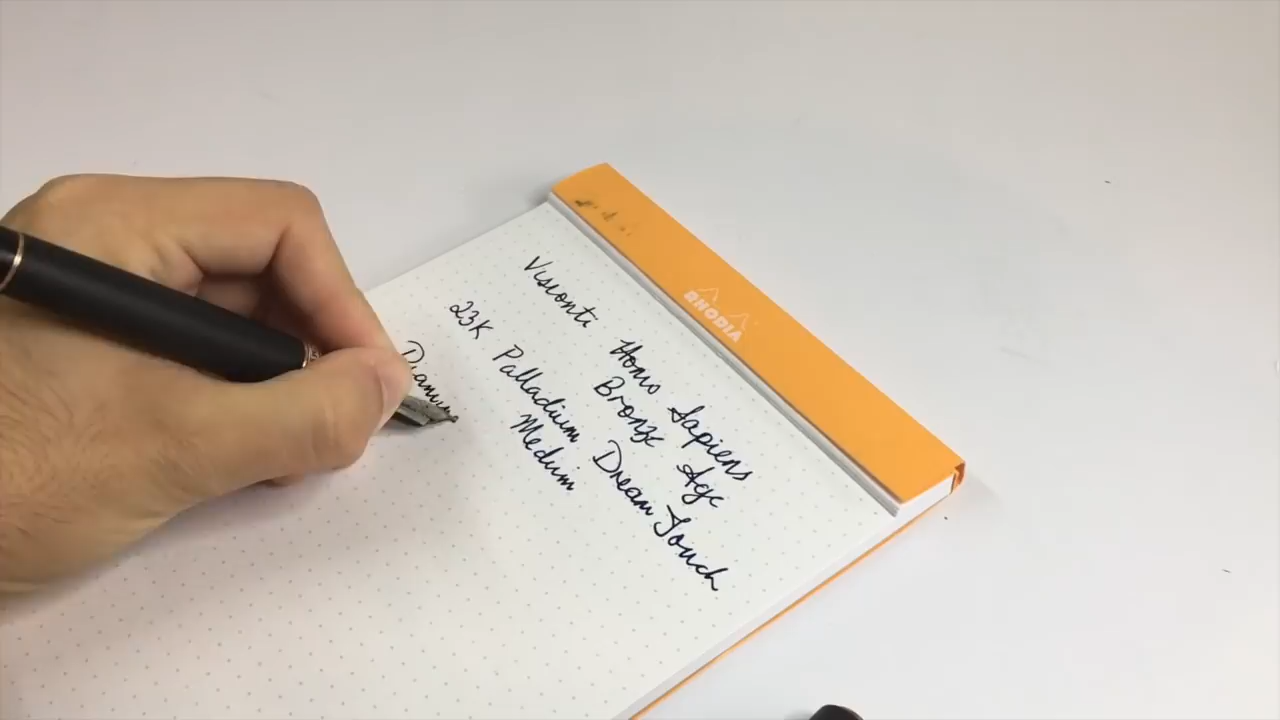 RHODIA
Visconti Homo Sapiens
Bronze Age
23K Palladium Dream Touch
Medium